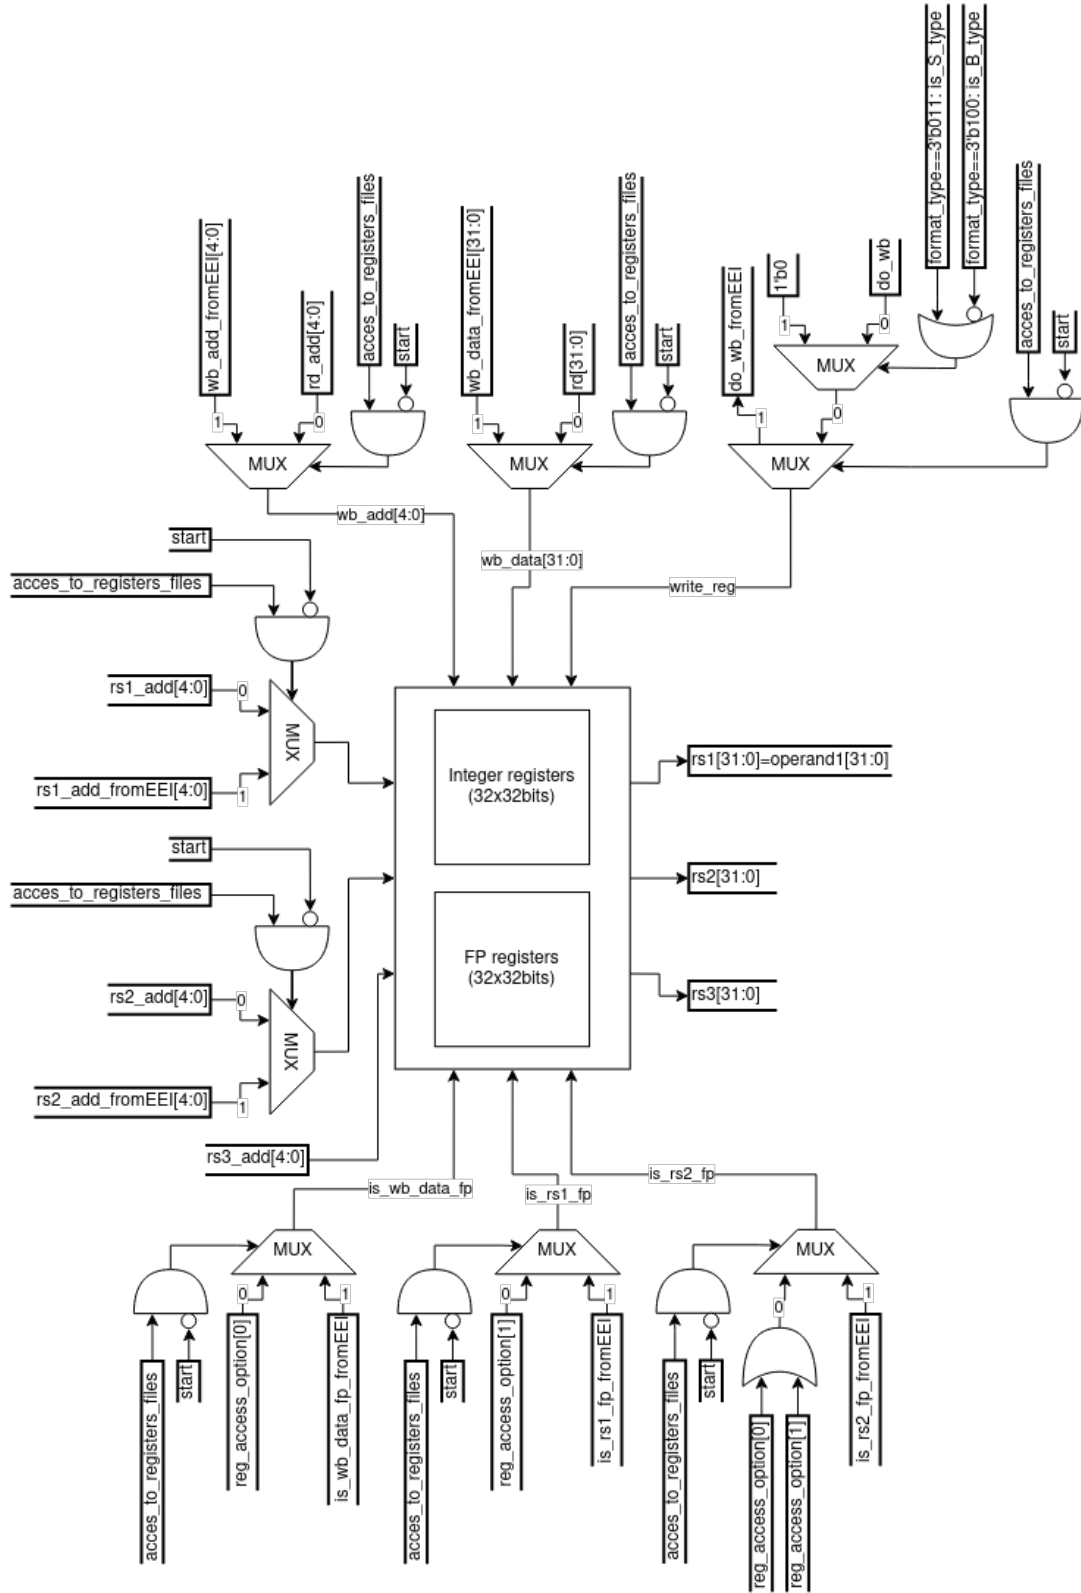 format_type==3'b011: is_S_type
format_type==3'b100: is_B_type
acces_to_registers_files
start
wb_add_fromEEI[4:0]
rd_add[4:0]
acces_to_registers_files
start
wb_data_fromEEI[31:0]
rd[31:0]
acces_to_registers_files
start
do_wb_fromEEI
1'b0
do_wb
1
0
MUX
1
0
MUX
1
0
MUX
1
0
MUX
wb_add[4:0]
wb_data[31:0]
write_reg
start
acces_to_registers_files
rs1_add[4:0]
0
MUX
rs1_add_fromEEI[4:0]
1
start
acces_to_registers_files
rs2_add[4:0]
0
MUX
rs2_add_fromEEI[4:0]
1
rs3_add[4:0]
Integer registers
(32x32bits)
FP registers
(32x32bits)
rs1[31:0]=operand1[31:0]
rs2[31:0]
rs3[31:0]
is_wb_data_fp
is_rs1_fp
is_rs2_fp
MUX
0
1
MUX
0
1
MUX
0
1
acces_to_registers_files
start
reg_access_option[0]
is_wb_data_fp_fromEEI
acces_to_registers_files
start
reg_access_option[1]
is_rs1_fp_fromEEI
acces_to_registers_files
start
reg_access_option[0]
reg_access_option[1]
is_rs2_fp_fromEEI